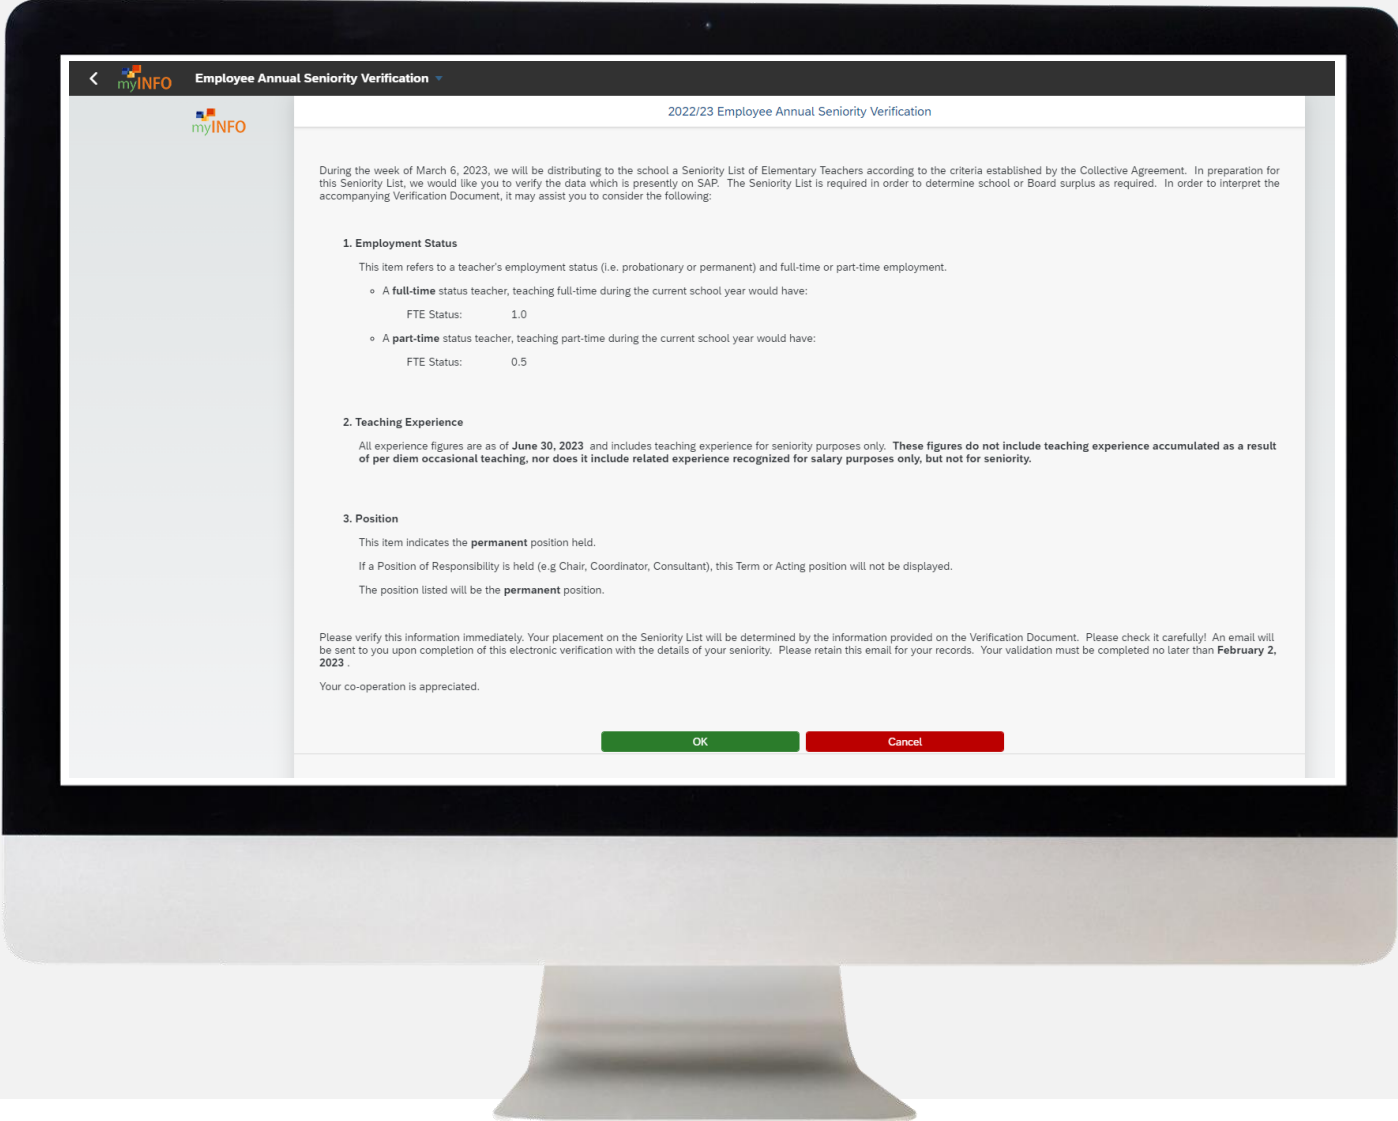 myINFO Employee Annual Seniority Verification
myINFO
2022/23 Employee Annual Seniority Verification
During the week of March 6, 2023, we will be distributing to the school a Seniority List of Elementary Teachers according to the criteria established by the Collective Agreement. In preparation for
this Seniority List, we would like you to verify the data which is presently on SAP. The Seniority List is required in order to determine school or Board surplus as required. In order to interpret the
accompanying Verification Document, it may assist you to consider the following:
1. Employment Status
This item refers to a teacher's employment status (i.e. probationary or permanent) and full-time or part-time employment.
A full-time status teacher, teaching full-time during the current school year would have:
FTE Status: 1.0
A part-time status teacher, teaching part-time during the current school year would have:
FTE Status: 0.5
2. Teaching Experience
All experience figures are as of June 30, 2023 and includes teaching experience for seniority purposes only. These figures do not include teaching experience accumulated as a result
of per diem occasional teaching, nor does it include related experience recognized for salary purposes only, but not for seniority.
3. Position
This item indicates the permanent position held.
If a Position of Responsibility is held (e.g Chair, Coordinator, Consultant), this Term or Acting position will not be displayed.
The position listed will be the permanent position.
Please verify this information immediately. Your placement on the Seniority List will be determined by the information provided on the Verification Document. Please check it carefully! An email will
be sent to you upon completion of this electronic verification with the details of your seniority. Please retain this email for your records. Your validation must be completed no later than February 2,
2023 .
Your co-operation is appreciated.
OK Cancel